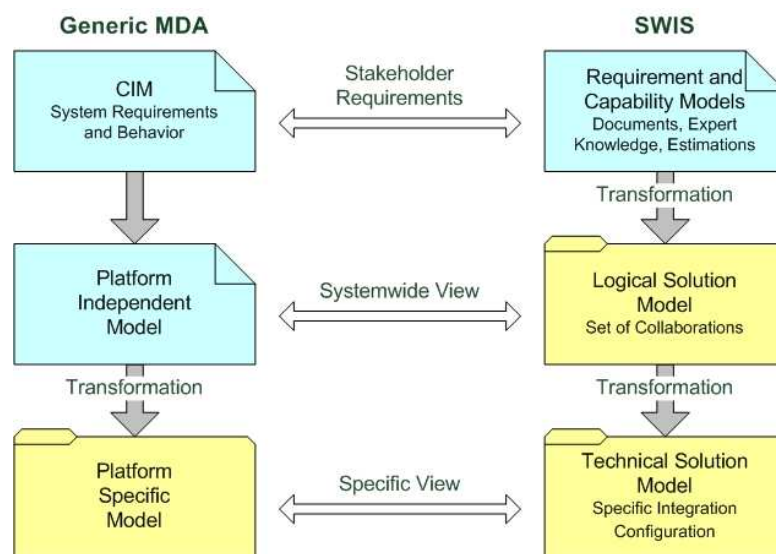 Generic MDA
SWIS
CIM
System Requirements
and Behavior
Stakeholder
Requirements
Requirement and
Capability Models
Documents, Expert
Knowledge, Estimations
Transformation
Platform
Independent
Model
Systemwide View
Logical Solution
Model
Set of Collaborations
Transformation
Transformation
Platform
Specific
Model
Specific View
Technical Solution
Model
Specific Integration
Configuration